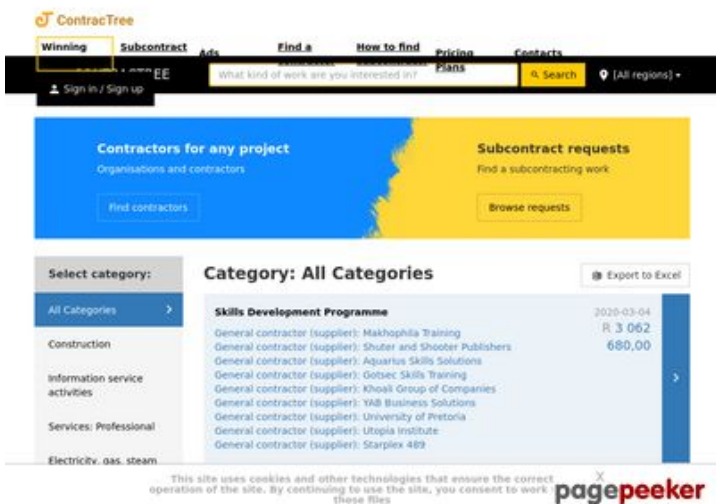 ContracTree
Winning
Subcontract
Ads
Find a
How to find
Pricing
Plans
Contacts
EE
What kind of work are you interested in?
Search
[All regions]
Sign in / Sign up
Contractors for any project
Organisations and contractors
Find contractors
Subcontract requests
Find a subcontracting work
Browse requests
Select category:
All Categories
Construction
Information service
activities
Services: Professional
Electricity, gas, steam
Category: All Categories
Export to Excel
Skills Development Programme
2020-03-04
R 3 062
680,00
General contractor (supplier): Makhophila Training
General contractor (supplier): Shuter and Shooter Publishers
General contractor (supplier): Aquarius Skills Solutions
General contractor (supplier): Gotsec Skills Training
General contractor (supplier): Khoali Group of Companies
General contractor (supplier): YAB Business Solutions
General contractor (supplier): University of Pretoria
General contractor (supplier): Utopia Institute
General contractor (supplier): Starplex 489
This site uses cookies and other technologies that ensure the correct
operation of the site. By continuing to use the site, you consent to work
those files
X
pagepeeker